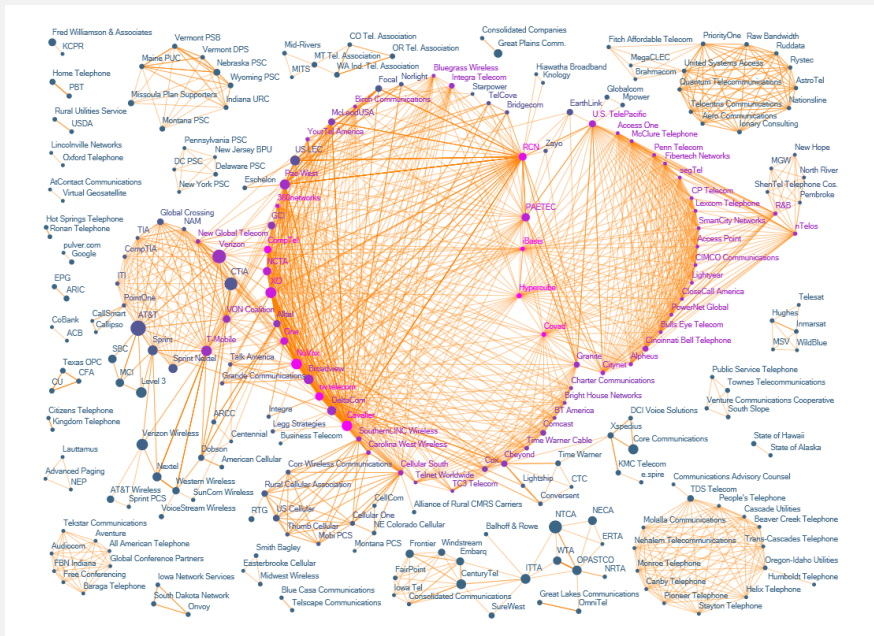 Fred Williamson & Associates
KCPR
Home Telephone
PBT
Rural Utilities Service
USDA
Lincolnville Networks
Oxford Telephone
AtContact Communications
Virtual Geosatellite
Hot Springs Telephone
Ronan Telephone
pulver.com
Google
EPG
ARIC
CoBank
ACB
CallSmart
Callipso
Texas OPC
CFA
CU
Citizens Telephone
Kingdom Telephone
Lauttamus
Advanced Paging
NEP
Vermont PSB
Maine PUC
Vermont DPS
Nebraska PSC
Wyoming PSC
Missoula Plan Supporters
Indiana URC
Montana PSC
Pennsylvania PSC
New Jersey BPU
DC PSC
Delaware PSC
New York PSC
Mid-Rivers
MITS
CO Tel. Association
MT Tel. Association
OR Tel. Association
WA Ind. Tel. Association
Consolidated Companies
Great Plains Comm.
Focal
Norlight
Bluegrass Wireless
Integra Telecom
Starpower
TelCove
Bridgecom
Hiawatha Broadband
Knology
Globalcom
Mpower
EarthLink
Zayo
Fitch Affordable Telecom
MegaCLEC
Brahmacom
PriorityOne
Raw Bandwidth
Ruddata
United Systems Access
Rystec
Quantum Telecommunications
AstroTel
Telcentrix Communications
Nationsline
Aero Communications
Ionary Consulting
Birch Communications
McLeodUSA
YourTel America
US LEC
Eschelon
Pac-West
360networks
GCI
CompTel
NCTA
XO
Alltel
One
NuVox
Broadview
tw telecom
DeltaCom
Cavalier
SouthernLINC Wireless
Carolina West Wireless
Cellular South
Telnet Worldwide
TC3 Telecom
Cox
Cbeyond
Time Warner Cable
Comcast
BT America
Bright House Networks
Charter Communications
Citynet
Granite
Alpheus
Cincinnati Bell Telephone
Bulls Eye Telecom
PowerNet Global
CloseCall America
Lightyear
CIMCO Communications
Access Point
SmartCity Networks
Lexcom Telephone
CP Telecom
segTel
Fibertech Networks
Penn Telecom
McClure Telephone
Access One
U.S. TelePacific
RCN
PAETEC
iBasis
Hypercube
Covad
R&B
nTelos
New Hope
MGW
North River
ShenTel Telephone Cos.
Pembroke
Global Crossing
NAM
TIA
New Global Telecom
CompTIA
Verizon
ITI
CTIA
PointOne
VON Coalition
AT&T
T-Mobile
Sprint
Sprint Nextel
SBC
MCI
Level 3
Talk America
Grande Communications
ARCC
Integra
Legg Strategies
Business Telecom
Centennial
Verizon Wireless
Dobson
American Cellular
Nextel
Western Wireless
SunCom Wireless
AT&T Wireless
Sprint PCS
VoiceStream Wireless
Corr Wireless Communications
Rural Cellular Association
RTG
US Cellular
CellCom
Cellular One
Thumb Cellular
NE Colorado Cellular
Mobi PCS
Montana PCS
Alliance of Rural CMRS Carriers
Time Warner
Lightship
CTC
Conversent
Telesat
Hughes
Inmarsat
MSV
WildBlue
Public Service Telephone
Townes Telecommunications
Venture Communications Cooperative
South Slope
DCI Voice Solutions
Xspedius
Core Communications
KMC Telecom
e.spire
State of Hawaii
State of Alaska
Tekstar Communications
Aventure
Audiocom
All American Telephone
FBN Indiana
Global Conference Partners
Free Conferencing
Baraga Telephone
Iowa Network Services
South Dakota Network
Onvoy
Smith Bagley
Easterbrooke Cellular
Midwest Wireless
Blue Casa Communications
Telscape Communications
Frontier
Windstream
Embarq
FairPoint
CenturyTel
Iowa Tel
Consolidated Communications
SureWest
Balhoff & Rowe
NTCA
NECA
ERTA
WTA
OPASTCO
ITTA
NRTA
Great Lakes Communications
OmniTel
Communications Advisory Counsel
TDS Telecom
People's Telephone
Cascade Utilities
Molalla Communications
Beaver Creek Telephone
Nehalem Telecommunications
Trans-Cascades Telephone
Monroe Telephone
Oregon-Idaho Utilities
Canby Telephone
Humboldt Telephone
Pioneer Telephone
Helix Telephone
Stayton Telephone